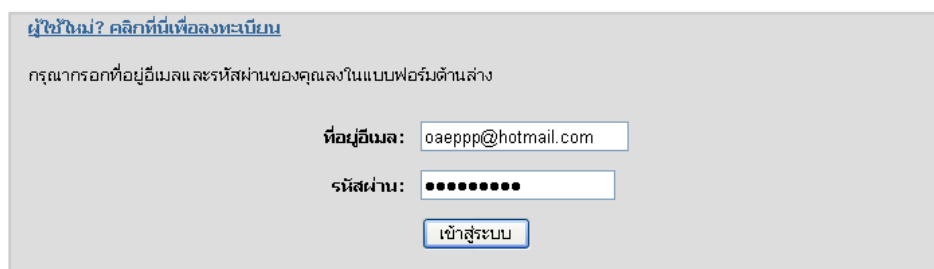 ผู้ใช้ใหม่? คลิกที่นี่เพื่อลงทะเบียน
กรุณากรอกที่อยู่อีเมลและรหัสผ่านของคุณลงในแบบฟอร์มด้านล่าง
ที่อยู่อีเมล: oaeppp@hotmail.com
รหัสผ่าน: ●●●●●●●●●
เข้าสู่ระบบ